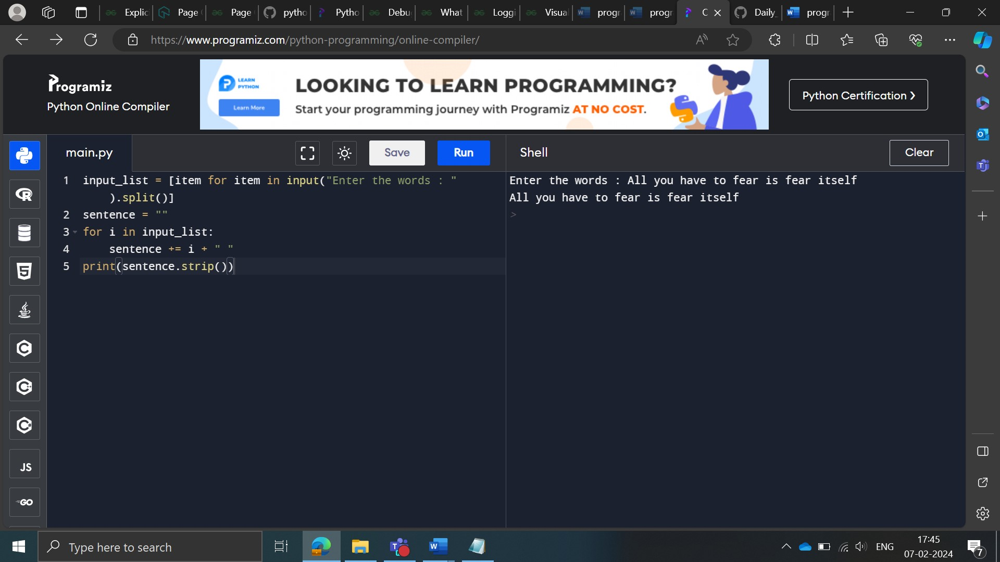 Explic
Page
Page
pytho
Pytho
Debu
What
Loggi
Visua
progr
progr
C
Daily_
progr
https://www.programiz.com/python-programming/online-compiler/
Programiz
Python Online Compiler
LEARN
PYTHON
Learn More
LOOKING TO LEARN PROGRAMMING?
Start your programming journey with Programiz AT NO COST.
Python Certification ❯
main.py
Save
Run
Shell
Clear
1 input_list = [item for item in input("Enter the words : "
).split()]
2 sentence = ""
3 for i in input_list:
4 sentence += i + " "
5 print(sentence.strip())
Enter the words : All you have to fear is fear itself
All you have to fear is fear itself
>
JS
GO
Type here to search
ENG
17:45
07-02-2024
7